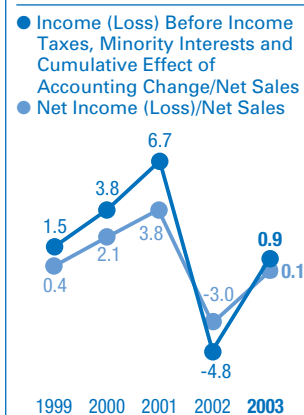 Income (Loss) Before Income
Taxes, Minority Interests and
Cumulative Effect of
Accounting Change/Net Sales
Net Income (Loss)/Net Sales
6.7
3.8
1.5
3.8
2.1
0.4
0.9
0.1
-3.0
-4.8
1999 2000 2001 2002 2003